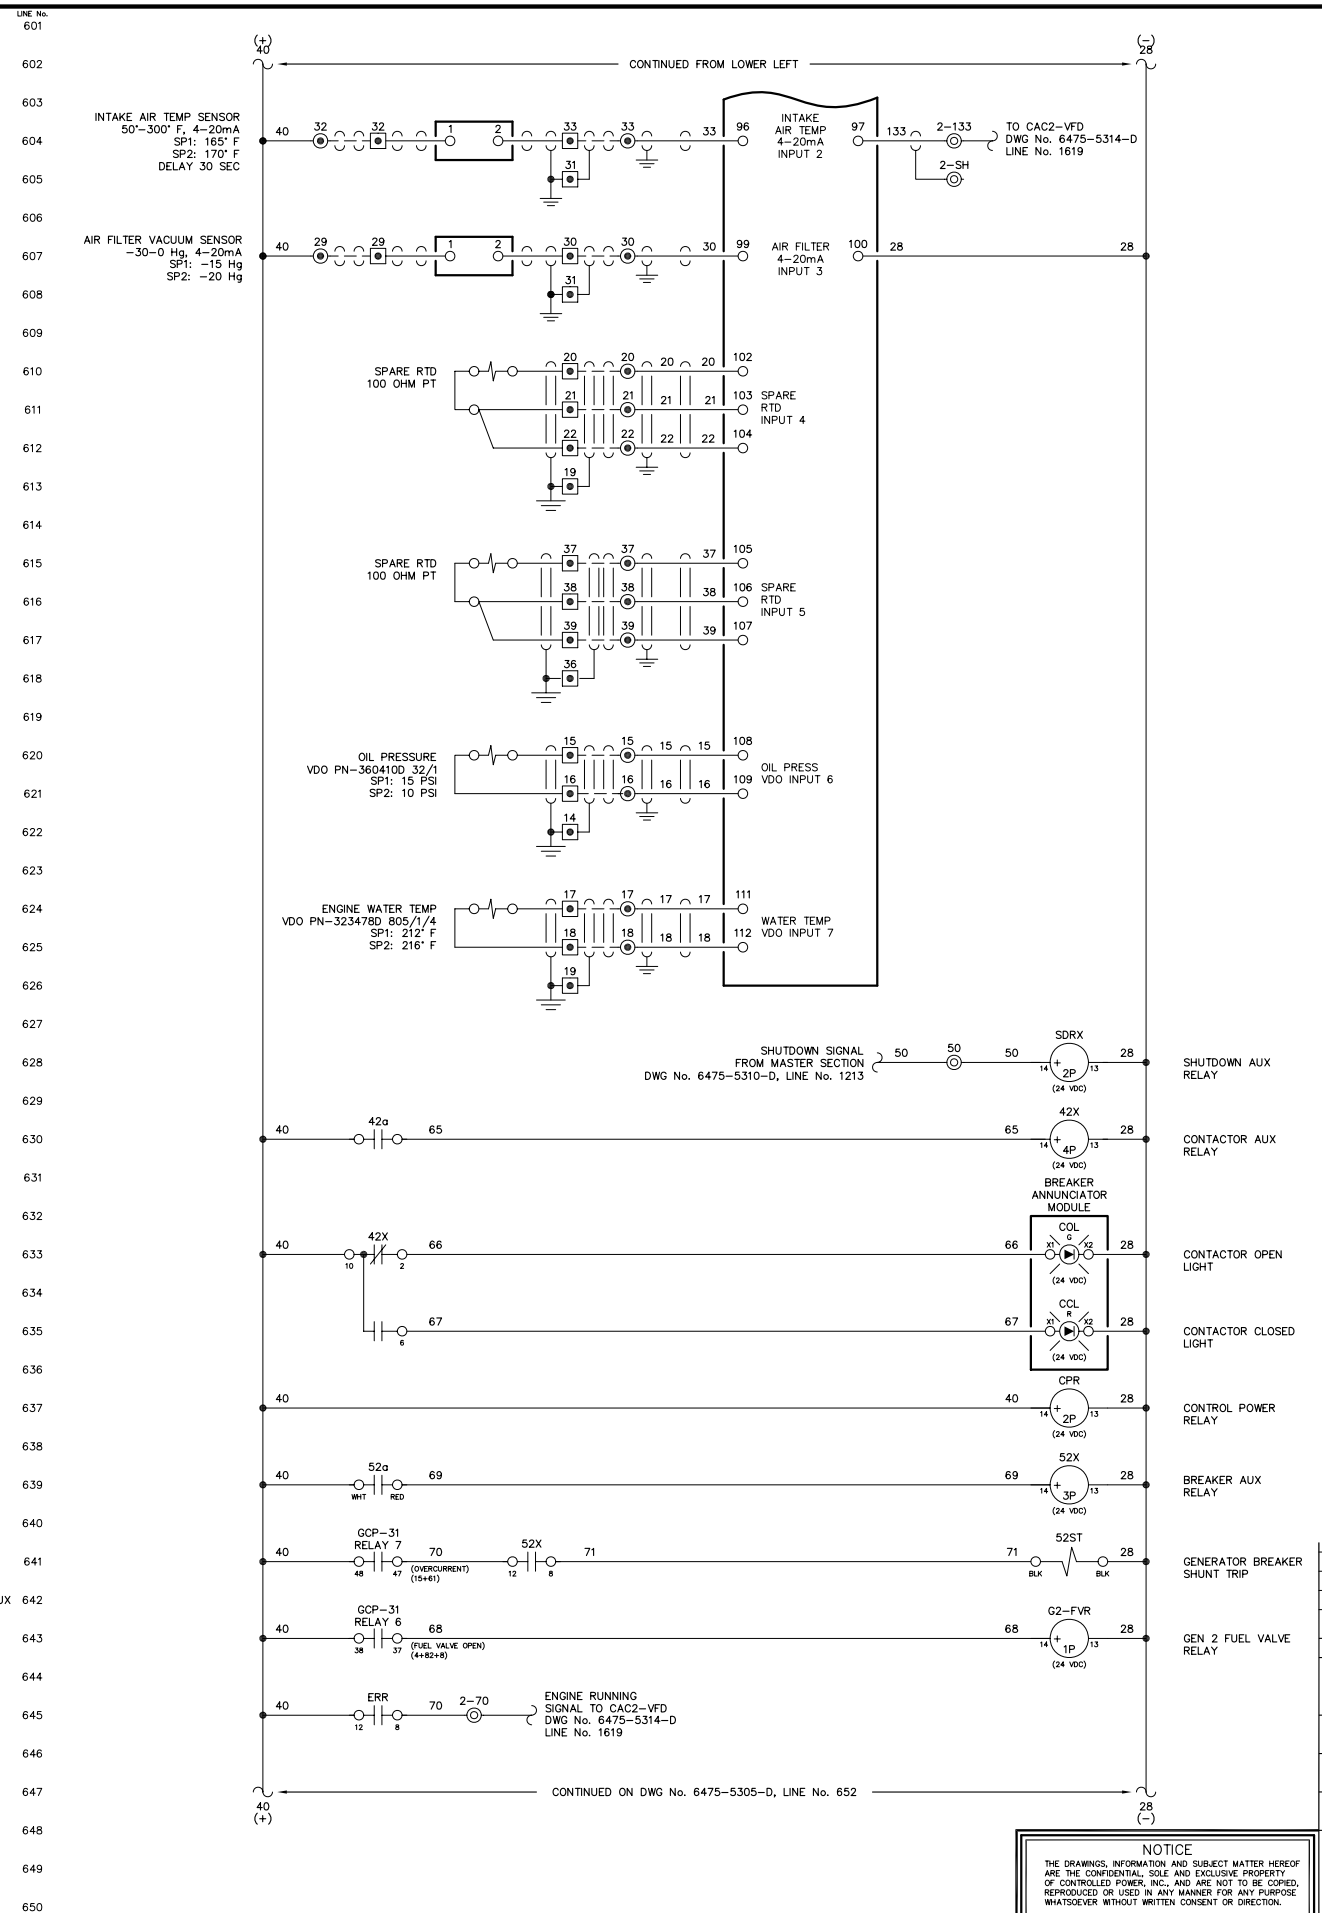 LINE No.
601
(+)
40
(-)
28
602
CONTINUED FROM LOWER LEFT
603
INTAKE AIR TEMP SENSOR
50°-300° F, 4-20mA
SP1: 165° F
SP2: 170° F
DELAY 30 SEC
604
40 32 32 1 2 33 33 33 96
INTAKE
AIR TEMP
4-20mA
INPUT 2
97 133 2-133
TO CAC2-VFD
DWG No. 6475-5314-D
LINE No. 1619
605
31
2-SH
606
AIR FILTER VACUUM SENSOR
-30-0 Hg, 4-20mA
SP1: -15 Hg
SP2: -20 Hg
607
40 29 29 1 2 30 30 30 99
AIR FILTER
4-20mA
INPUT 3
100 28 28
608
31
609
610
SPARE RTD
100 OHM PT
20 20 20 20 102
611
21 21 21 21 103
SPARE
RTD
INPUT 4
612
22 22 22 22 104
613
19
614
615
SPARE RTD
100 OHM PT
37 37 37 105
616
38 38 38 106
SPARE
RTD
INPUT 5
617
39 39 39 107
618
36
619
620
OIL PRESSURE
VDO PN-360410D 32/1
SP1: 15 PSI
SP2: 10 PSI
15 15 15 15 108
621
16 16 16 16 109
OIL PRESS
VDO INPUT 6
622
14
623
624
ENGINE WATER TEMP
VDO PN-323478D 805/1/4
SP1: 212° F
SP2: 216° F
17 17 17 17 111
625
18 18 18 18 112
WATER TEMP
VDO INPUT 7
626
19
627
628
SHUTDOWN SIGNAL
FROM MASTER SECTION
DWG No. 6475-5310-D, LINE No. 1213
50 50 50
SDRX
14 + 2P 13
(24 VDC)
28
SHUTDOWN AUX
RELAY
629
630
40 42a 65 65
42X
14 + 4P 13
(24 VDC)
28
CONTACTOR AUX
RELAY
631
BREAKER
ANNUNCIATOR
MODULE
632
633
40 42X 10 2 66 66
COL
G
X1 X2
(24 VDC)
28
CONTACTOR OPEN
LIGHT
634
635
6 67 67
CCL
R
X1 X2
(24 VDC)
28
CONTACTOR CLOSED
LIGHT
636
637
40 40
CPR
14 + 2P 13
(24 VDC)
28
CONTROL POWER
RELAY
638
639
40 52a WHT RED 69 69
52X
14 + 3P 13
(24 VDC)
28
BREAKER AUX
RELAY
640
641
40
GCP-31
RELAY 7
48 47 70
(OVERCURRENT)
(15+61)
52X
12 8 71 71
52ST
BLK BLK
28
GENERATOR BREAKER
SHUNT TRIP
UX 642
643
40
GCP-31
RELAY 6
38 37 68
(FUEL VALVE OPEN)
(4+82+8)
68
G2-FVR
14 + 1P 13
(24 VDC)
28
GEN 2 FUEL VALVE
RELAY
644
645
40 ERR 12 8 70 2-70
ENGINE RUNNING
SIGNAL TO CAC2-VFD
DWG No. 6475-5314-D
LINE No. 1619
646
647
CONTINUED ON DWG No. 6475-5305-D, LINE No. 652
40
(+)
28
(-)
648
NOTICE
THE DRAWINGS, INFORMATION AND SUBJECT MATTER HEREOF
ARE THE CONFIDENTIAL, SOLE AND EXCLUSIVE PROPERTY
OF CONTROLLED POWER, INC., AND ARE NOT TO BE COPIED,
REPRODUCED OR USED IN ANY MANNER FOR ANY PURPOSE
WHATSOEVER WITHOUT WRITTEN CONSENT OR DIRECTION.
649
650